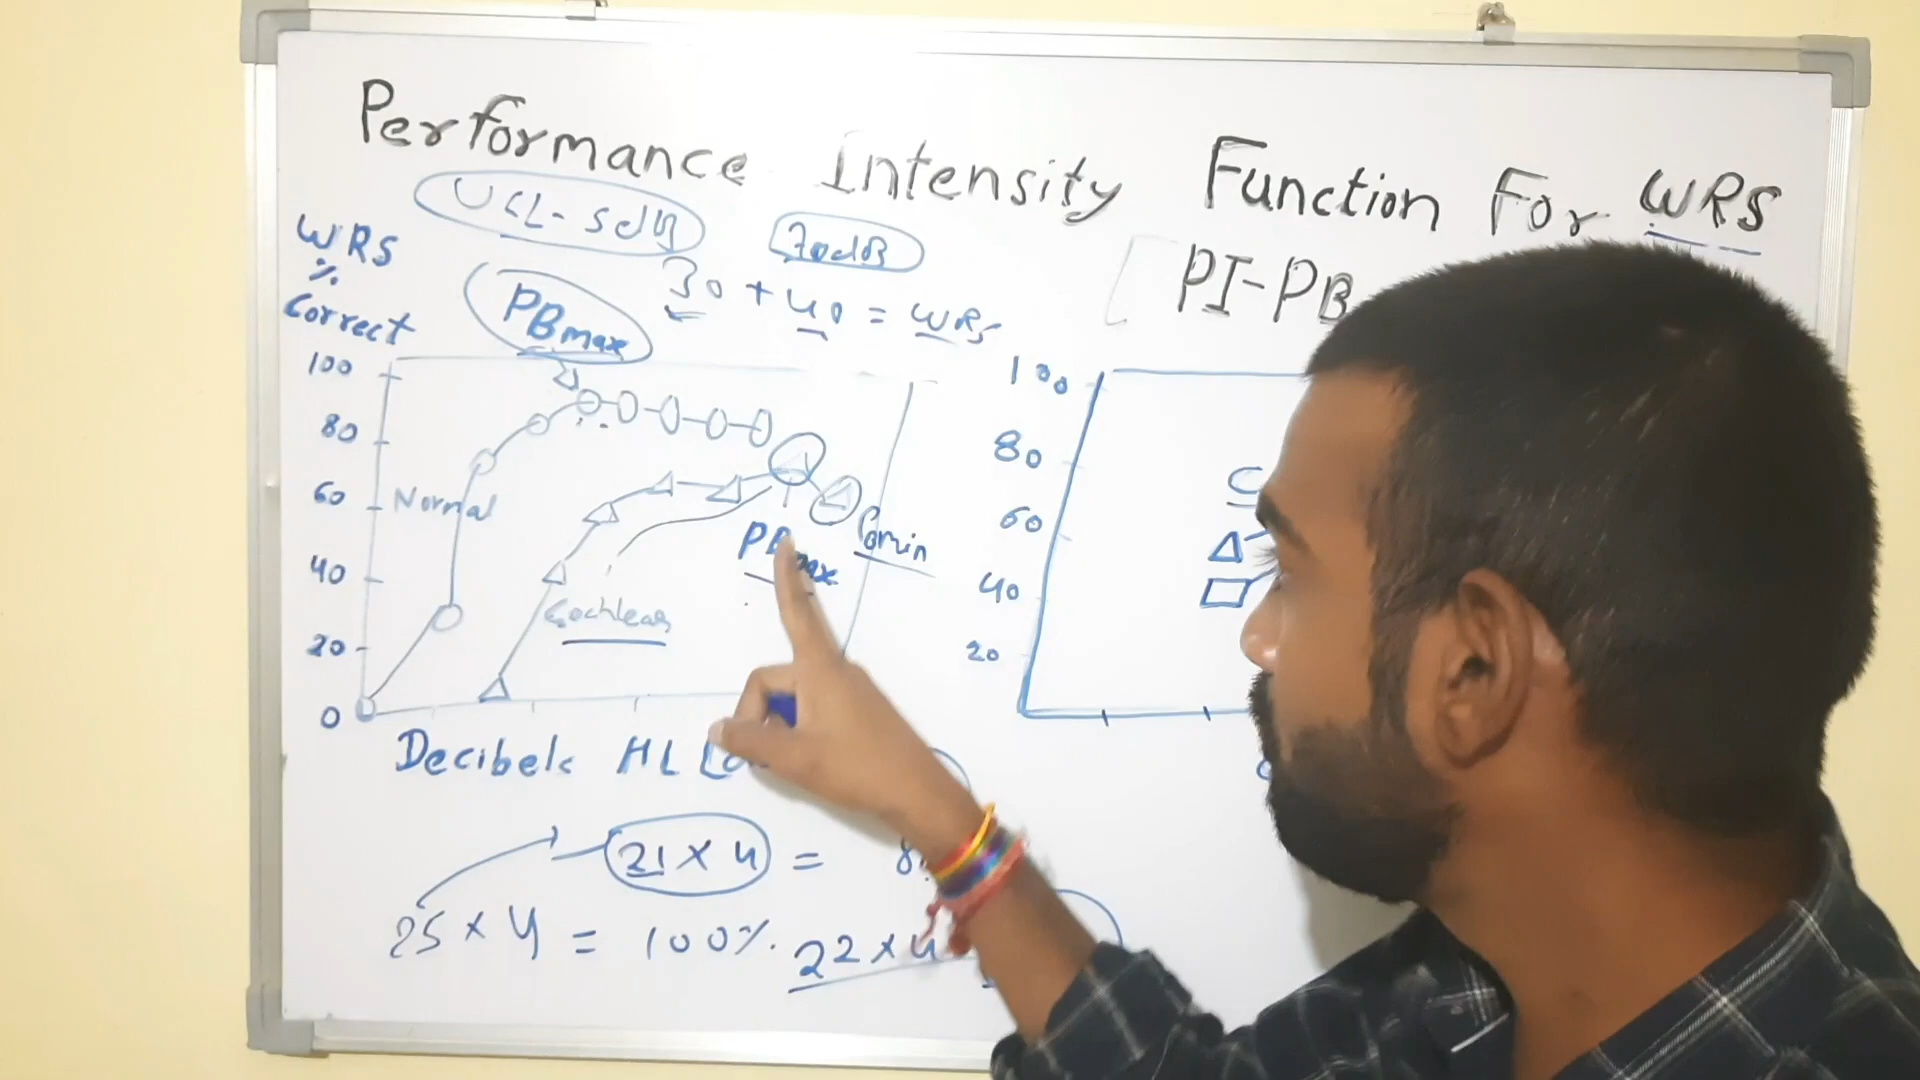 Performance Intensity Function For WRS
PI-PB
UCL-5dB
70dB
30 + 40 = WRS
WRS
%
Correct
PBmax
100
80
60
40
20
0
Normal
Cochlear
PBmax
PBmin
Decibels HL
21 x 4 =
25 x 4 = 100%.
22 x 4
100
80
60
40
20